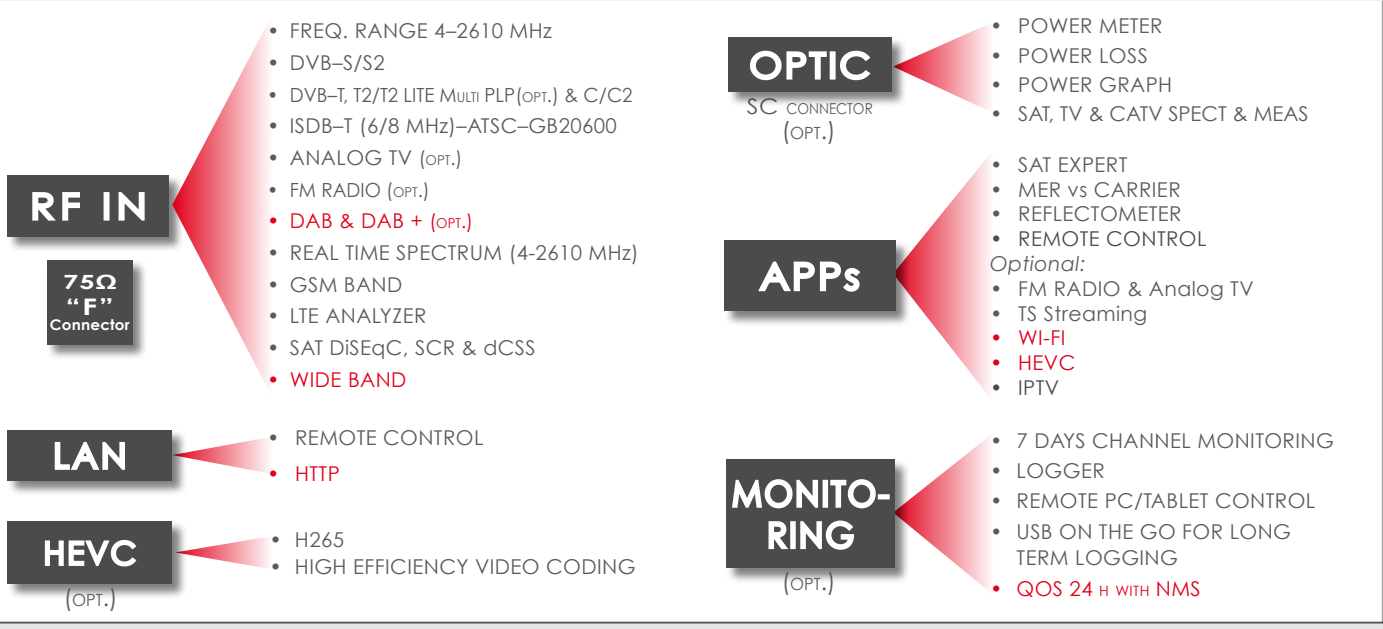 RF IN
75Ω
“F”
Connector
• FREQ. RANGE 4–2610 MHz
• DVB–S/S2
• DVB–T, T2/T2 LITE MULTI PLP(OPT.) & C/C2
• ISDB–T (6/8 MHz)–ATSC–GB20600
• ANALOG TV (OPT.)
• FM RADIO (OPT.)
• DAB & DAB + (OPT.)
• REAL TIME SPECTRUM (4-2610 MHz)
• GSM BAND
• LTE ANALYZER
• SAT DiSEqC, SCR & dCSS
• WIDE BAND
LAN
• REMOTE CONTROL
• HTTP
HEVC
(OPT.)
• H265
• HIGH EFFICIENCY VIDEO CODING
OPTIC
SC CONNECTOR
(OPT.)
• POWER METER
• POWER LOSS
• POWER GRAPH
• SAT, TV & CATV SPECT & MEAS
APPs
• SAT EXPERT
• MER vs CARRIER
• REFLECTOMETER
• REMOTE CONTROL
Optional:
• FM RADIO & Analog TV
• TS Streaming
• WI-FI
• HEVC
• IPTV
MONITO-
RING
(OPT.)
• 7 DAYS CHANNEL MONITORING
• LOGGER
• REMOTE PC/TABLET CONTROL
• USB ON THE GO FOR LONG
TERM LOGGING
• QOS 24 H WITH NMS